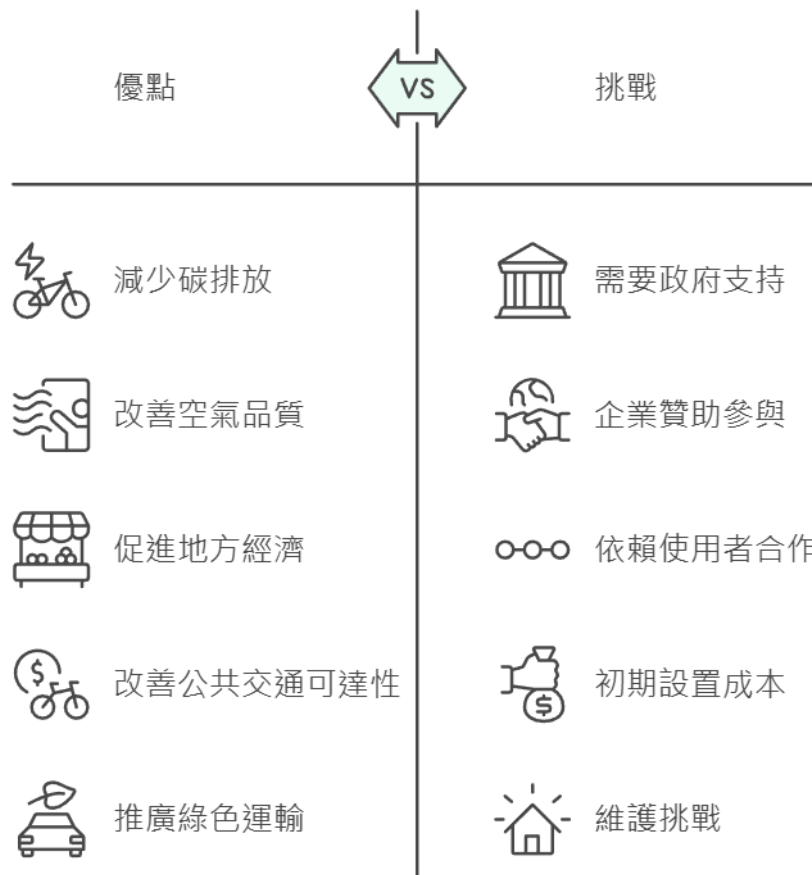 優點
VS
挑戰
減少碳排放
需要政府支持
改善空氣品質
企業贊助參與
促進地方經濟
依賴使用者合作
$
改善公共交通可達性
初期設置成本
$
推廣綠色運輸
維護挑戰